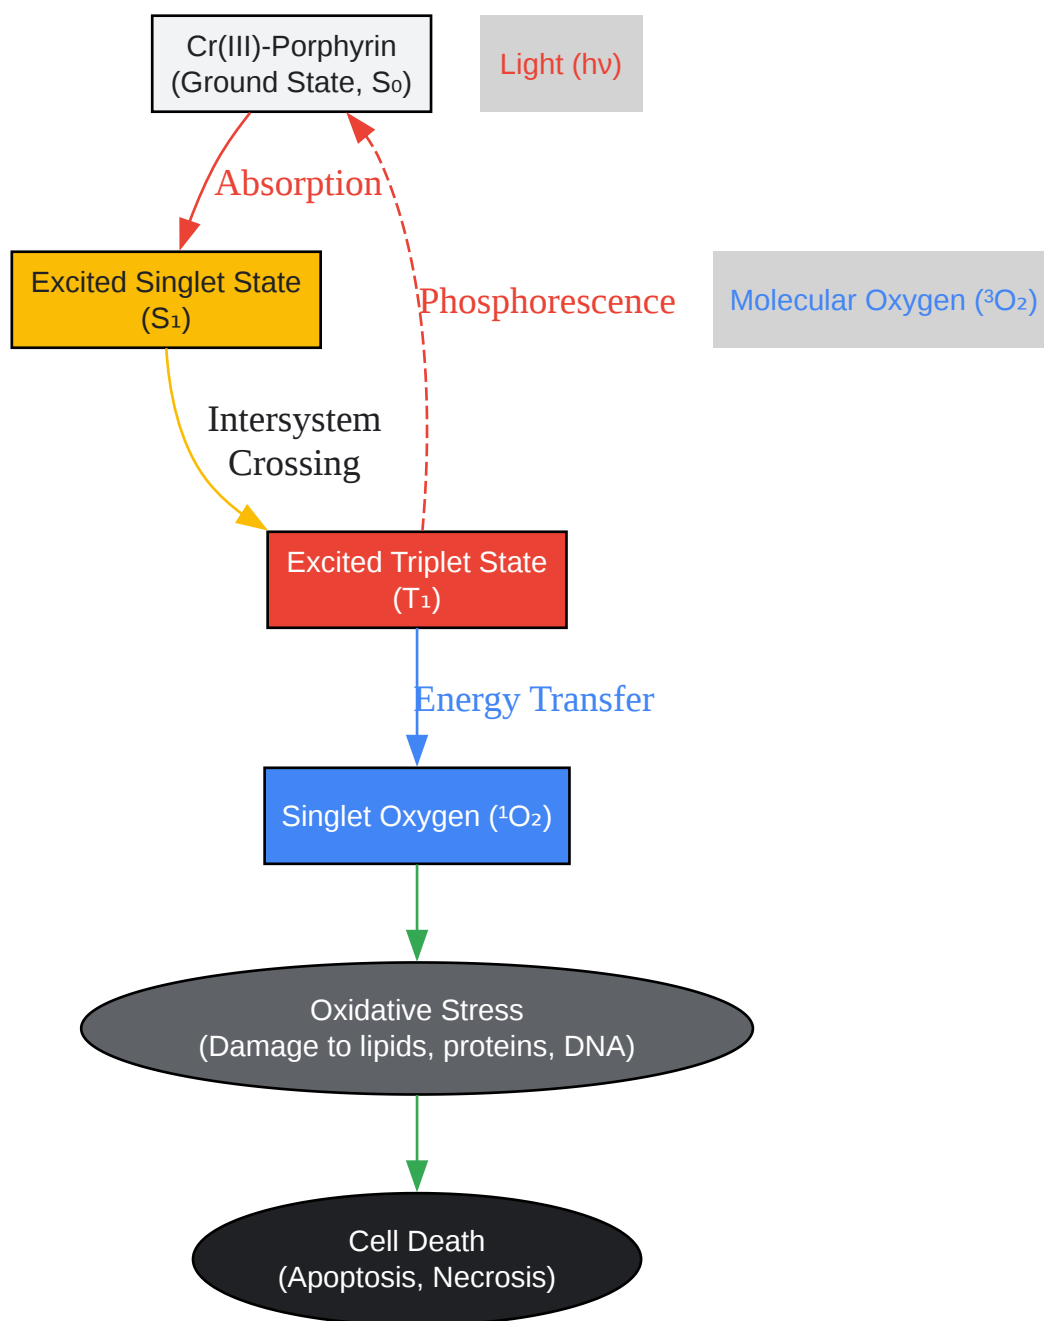 Cr(III)-Porphyrin
(Ground State, S₀)
Light (hν)
Absorption
Excited Singlet State
(S₁)
Phosphorescence
Molecular Oxygen (³O₂)
Intersystem
Crossing
Excited Triplet State
(T₁)
Energy Transfer
Singlet Oxygen (¹O₂)
Oxidative Stress
(Damage to lipids, proteins, DNA)
Cell Death
(Apoptosis, Necrosis)